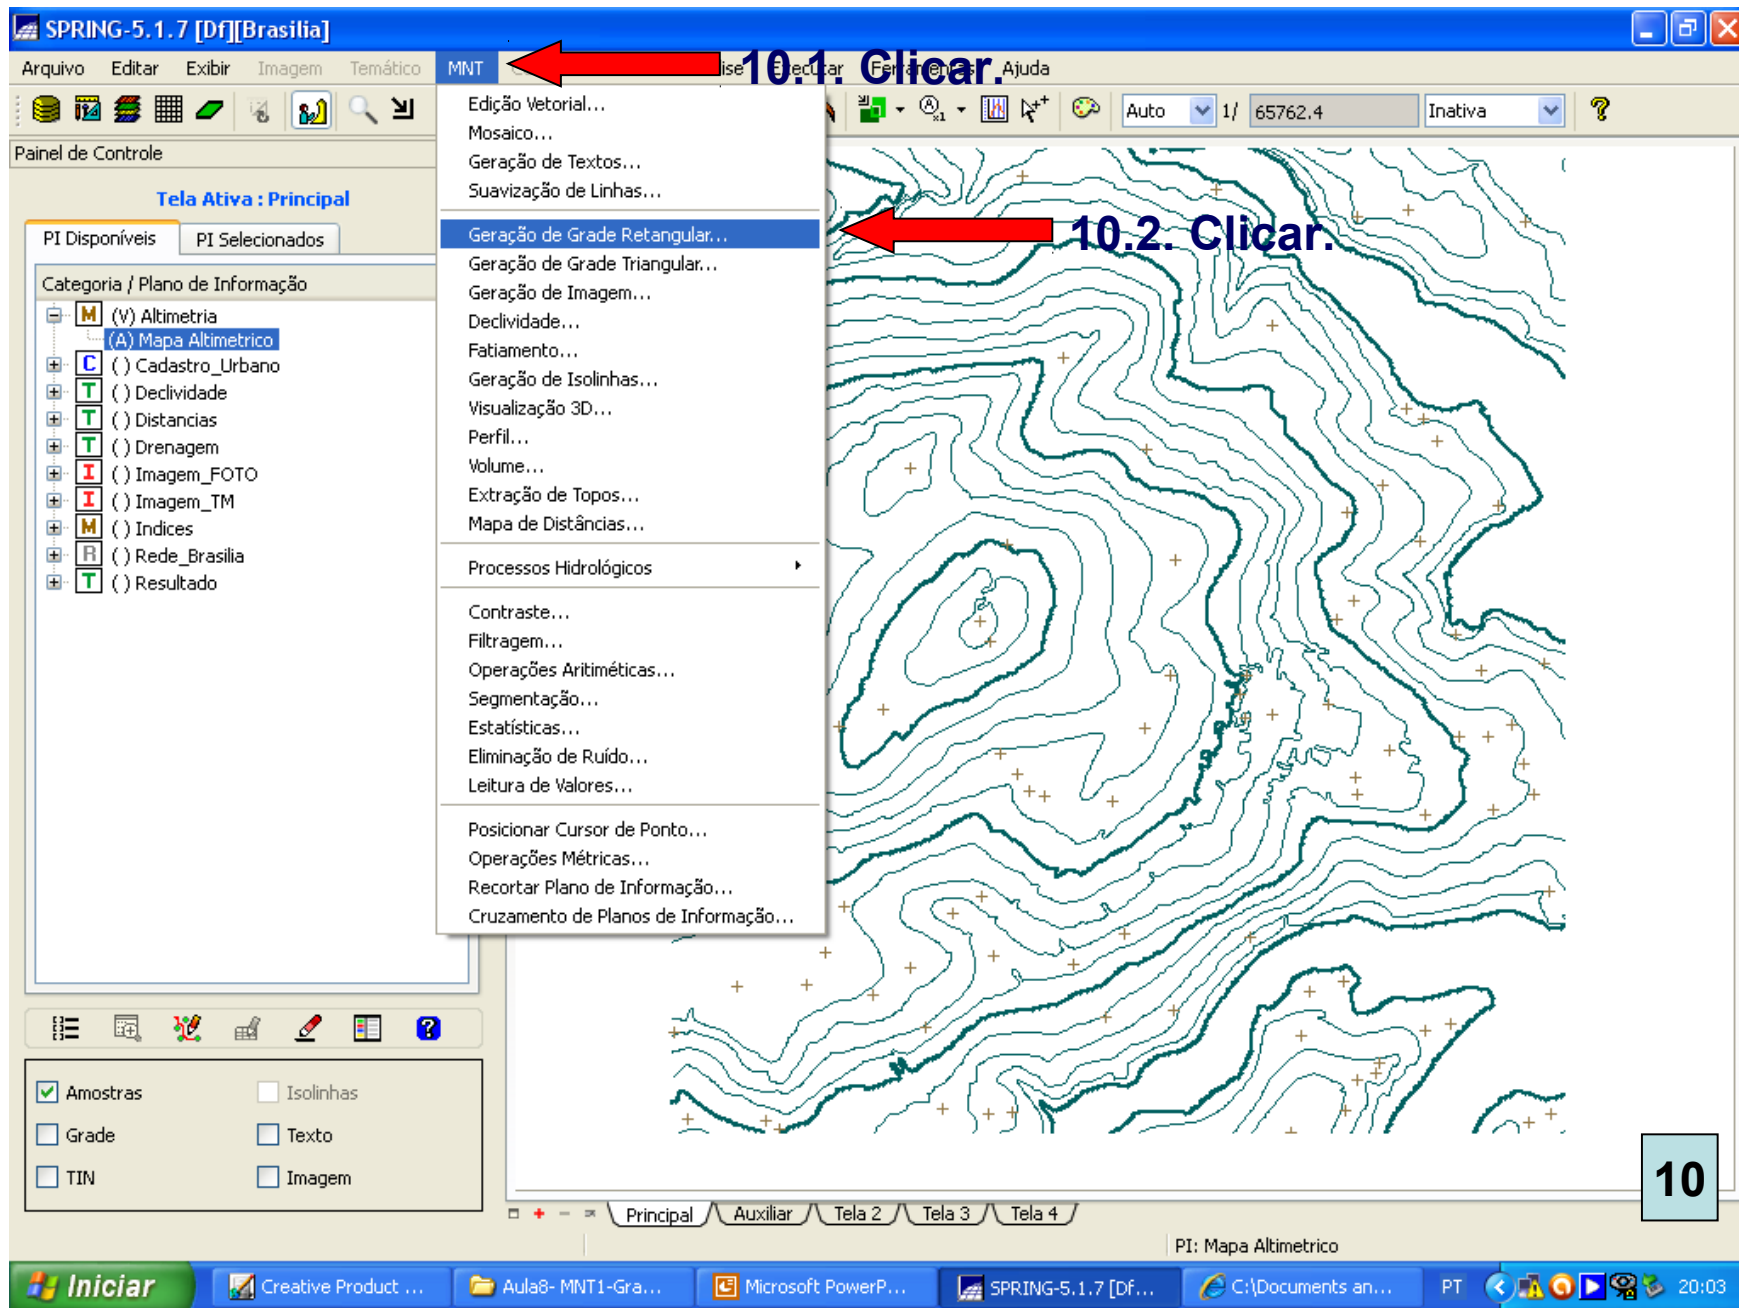 SPRING-5.1.7 [Df][Brasilia]
Arquivo Editar Exibir Imagem Temático MNT Executar Ferramentas Ajuda
10.1. Clicar.
Auto 1/ 65762.4 Inativa
Painel de Controle
Tela Ativa : Principal
PI Disponíveis PI Selecionados
Categoria / Plano de Informação
M (V) Altimetria
(A) Mapa Altimetrico
C ( ) Cadastro_Urbano
T ( ) Declividade
T ( ) Distancias
T ( ) Drenagem
I ( ) Imagem_FOTO
I ( ) Imagem_TM
M ( ) Indices
R ( ) Rede_Brasilia
T ( ) Resultado
Edição Vetorial...
Mosaico...
Geração de Textos...
Suavização de Linhas...
Geração de Grade Retangular...
10.2. Clicar.
Geração de Grade Triangular...
Geração de Imagem...
Declividade...
Fatiamento...
Geração de Isolinhas...
Visualização 3D...
Perfil...
Volume...
Extração de Topos...
Mapa de Distâncias...
Processos Hidrológicos
Contraste...
Filtragem...
Operações Aritiméticas...
Segmentação...
Estatísticas...
Eliminação de Ruído...
Leitura de Valores...
Posicionar Cursor de Ponto...
Operações Métricas...
Recortar Plano de Informação...
Cruzamento de Planos de Informação...
Amostras Isolinhas
Grade Texto
TIN Imagem
10
Principal Auxiliar Tela 2 Tela 3 Tela 4
PI: Mapa Altimetrico
Iniciar Creative Product ... Aula8- MNT1-Gra... Microsoft PowerP... SPRING-5.1.7 [Df... C:\Documents an... PT 20:03